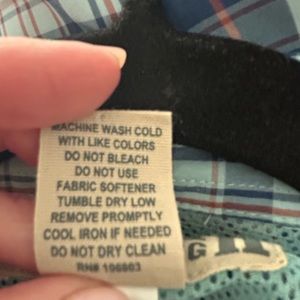 MACHINE WASH COLD
WITH LIKE COLORS
DO NOT BLEACH
DO NOT USE
FABRIC SOFTENER
TUMBLE DRY LOW
REMOVE PROMPTLY
COOL IRON IF NEEDED
DO NOT DRY CLEAN
RN# 106803
G H